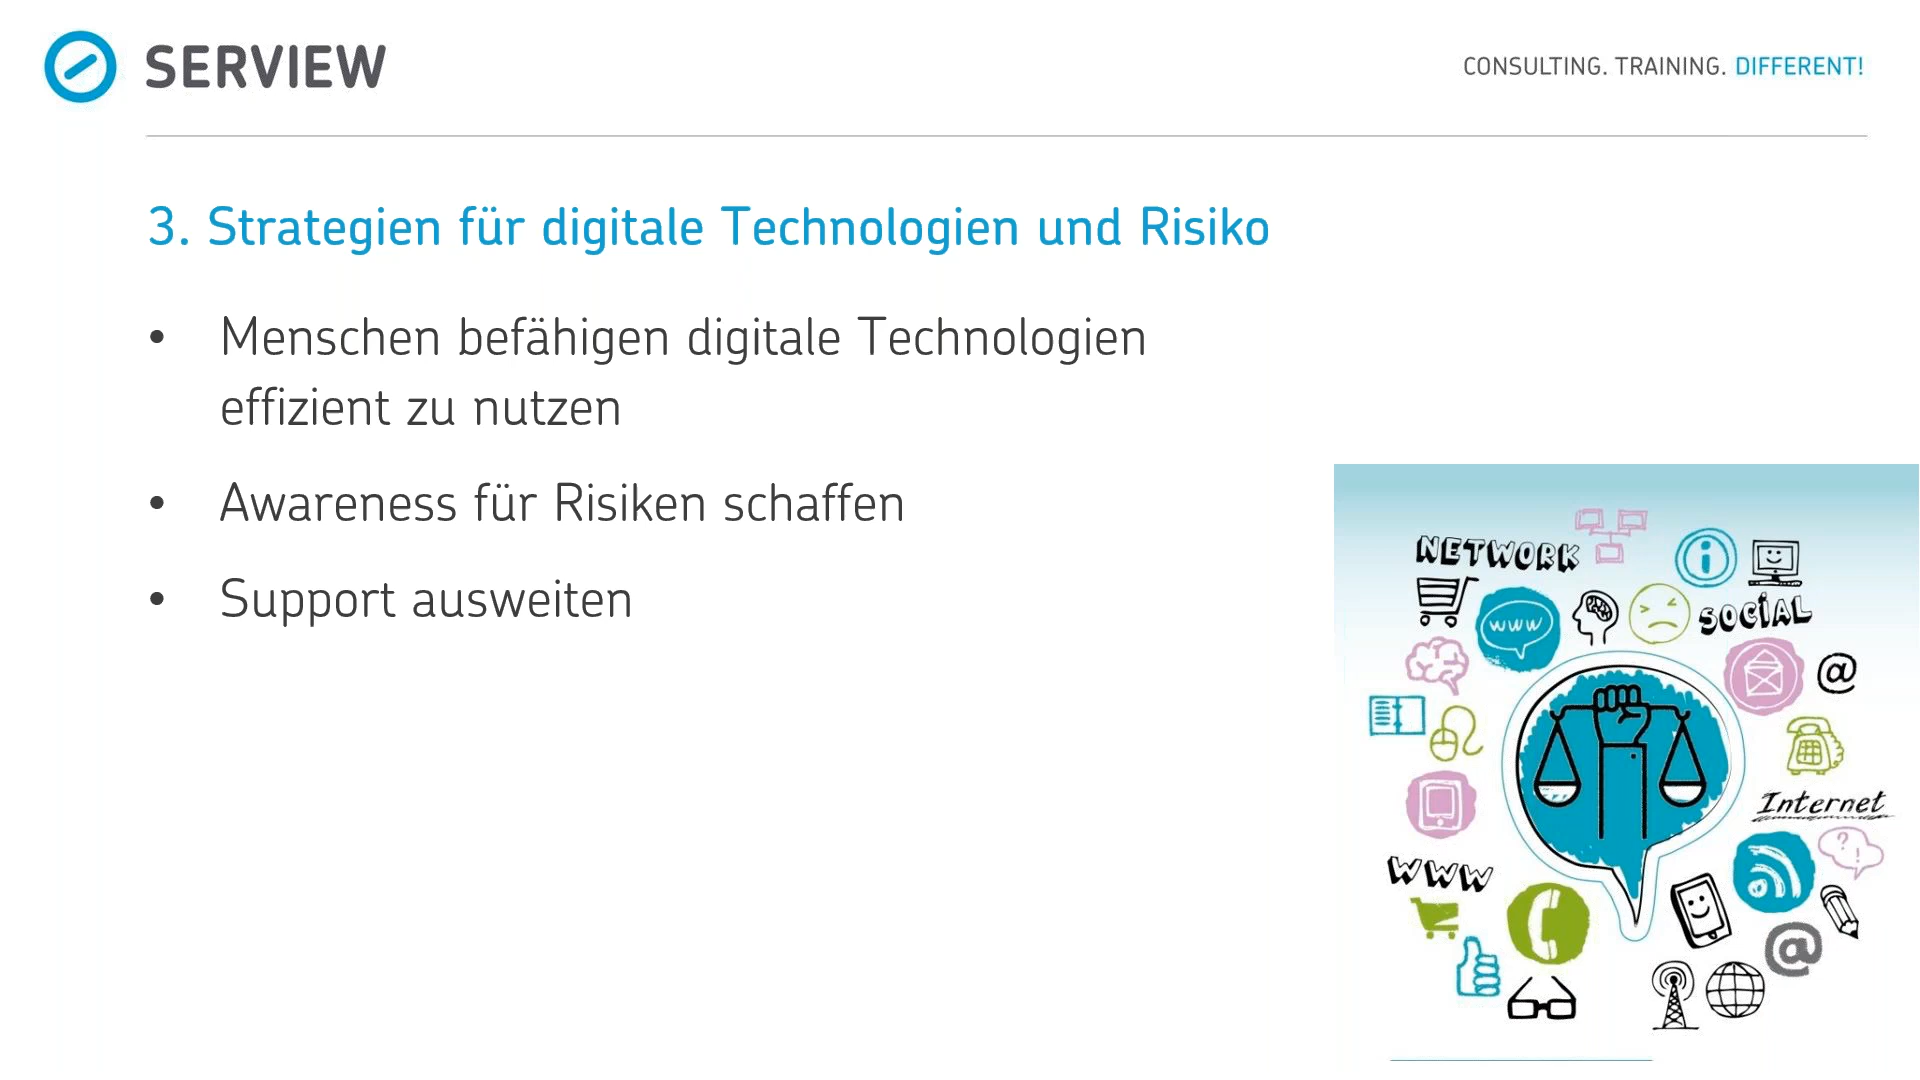 SERVIEW
CONSULTING. TRAINING. DIFFERENT!
3. Strategien für digitale Technologien und Risiko
• Menschen befähigen digitale Technologien
effizient zu nutzen
• Awareness für Risiken schaffen
• Support ausweiten
NETWORK
i
www
SOCIAL
@
Internet
? !
WWW
@